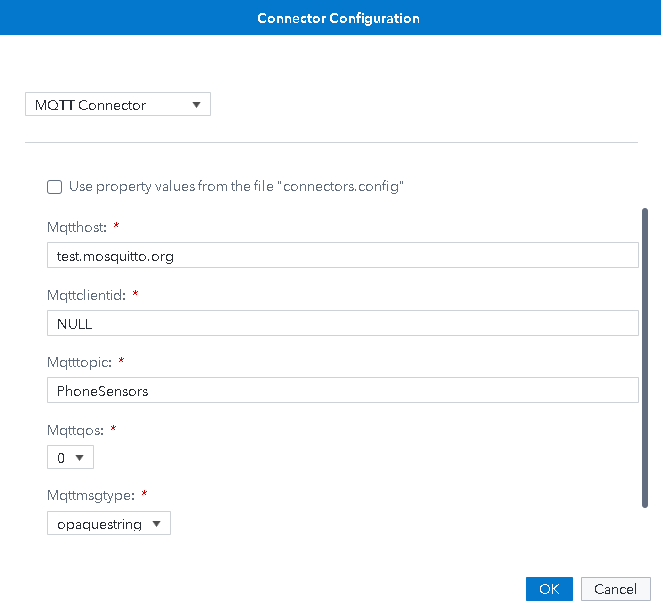 Connector Configuration
MQTT Connector
Use property values from the file "connectors.config"
Mqtthost: *
test.mosquitto.org
Mqttclientid: *
NULL
Mqtttopic: *
PhoneSensors
Mqttqos: *
0
Mqttmsgtype: *
opaquestring
OK Cancel